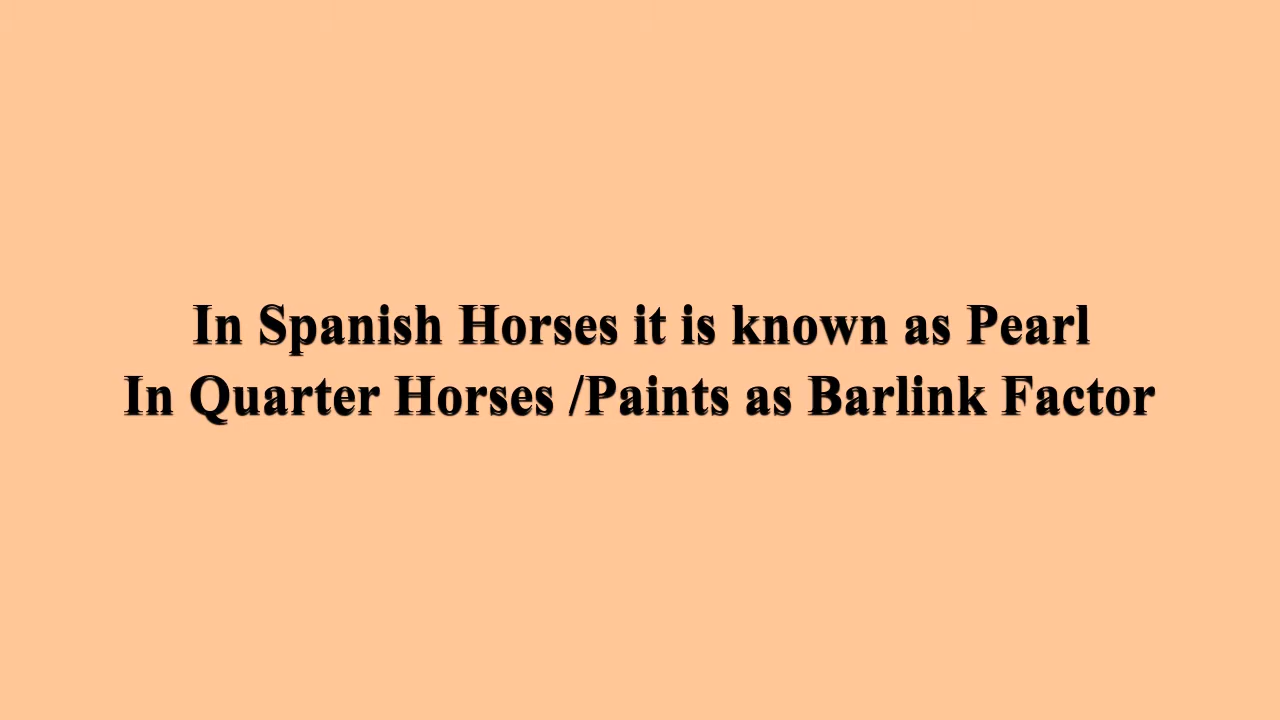 In Spanish Horses it is known as Pearl
In Quarter Horses /Paints as Barlink Factor